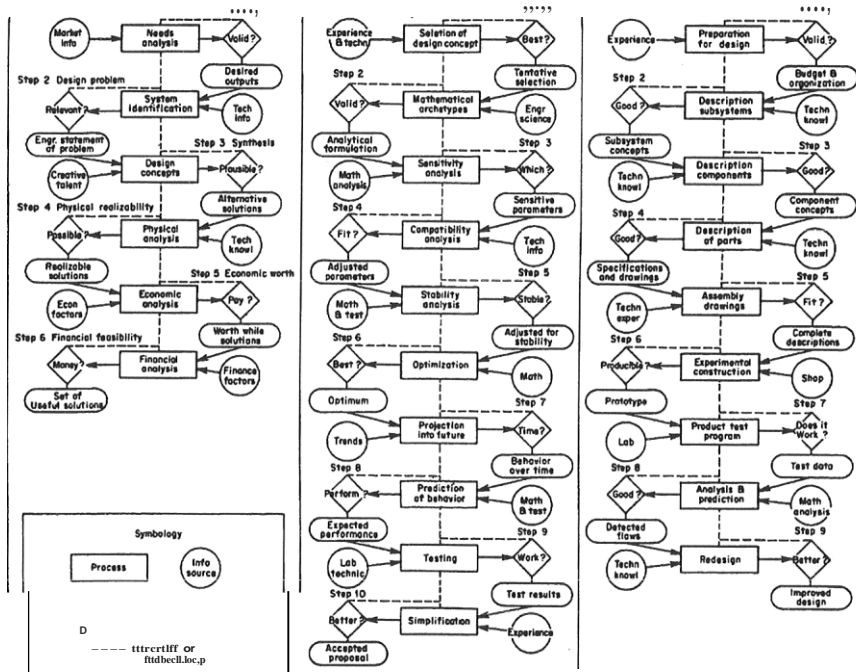 Market
info
Needs
analysis
Valid?
Desired
outputs
Step 2 Design problem
Relevant?
System
identification
Tech
info
Engr. statement
of problem
Step 3 Synthesis
Creative
talent
Design
concepts
Plausible?
Alternative
solutions
Step 4 Physical realizability
Possible?
Physical
analysis
Tech
knowl
Realizable
solutions
Step 5 Economic worth
Econ
factors
Economic
analysis
Pay?
Worth while
solutions
Step 6 Financial feasibility
Money?
Financial
analysis
Finance
factors
Set of
Useful solutions
Symbology
Process
Info
source
D
or
Experience
& techn
Seletion of
design concept
Best?
Tentative
selection
Step 2
Valid?
Mathematical
archetypes
Engr
science
Analytical
formulation
Step 3
Math
analysis
Sensitivity
analysis
Which?
Sensitive
parameters
Step 4
Fit?
Compatibility
analysis
Tech
info
Adjusted
parameters
Step 5
Math
& test
Stability
analysis
Stable?
Adjusted for
stability
Step 6
Best?
Optimization
Math
Optimum
Step 7
Trends
Projection
into future
Time?
Behavior
over time
Step 8
Perform?
Prediction
of behavior
Math
& test
Expected
performance
Step 9
Lab
technic
Testing
Work?
Test results
Step 10
Better?
Simplification
Experience
Accepted
proposal
Experience
Preparation
for design
Valid?
Budget &
organization
Step 2
Good?
Description
subsystems
Techn
knowl
Subsystem
concepts
Step 3
Techn
knowl
Description
components
Good?
Component
concepts
Step 4
Good?
Description
of parts
Techn
knowl
Specifications
and drawings
Step 5
Techn
exper
Assembly
drawings
Fit?
Complete
descriptions
Step 6
Producible?
Experimental
construction
Shop
Prototype
Step 7
Lab
Product test
program
Does it
Work?
Test data
Step 8
Good?
Analysis &
prediction
Math
analysis
Detected
flaws
Step 9
Techn
knowl
Redesign
Better?
Improved
design